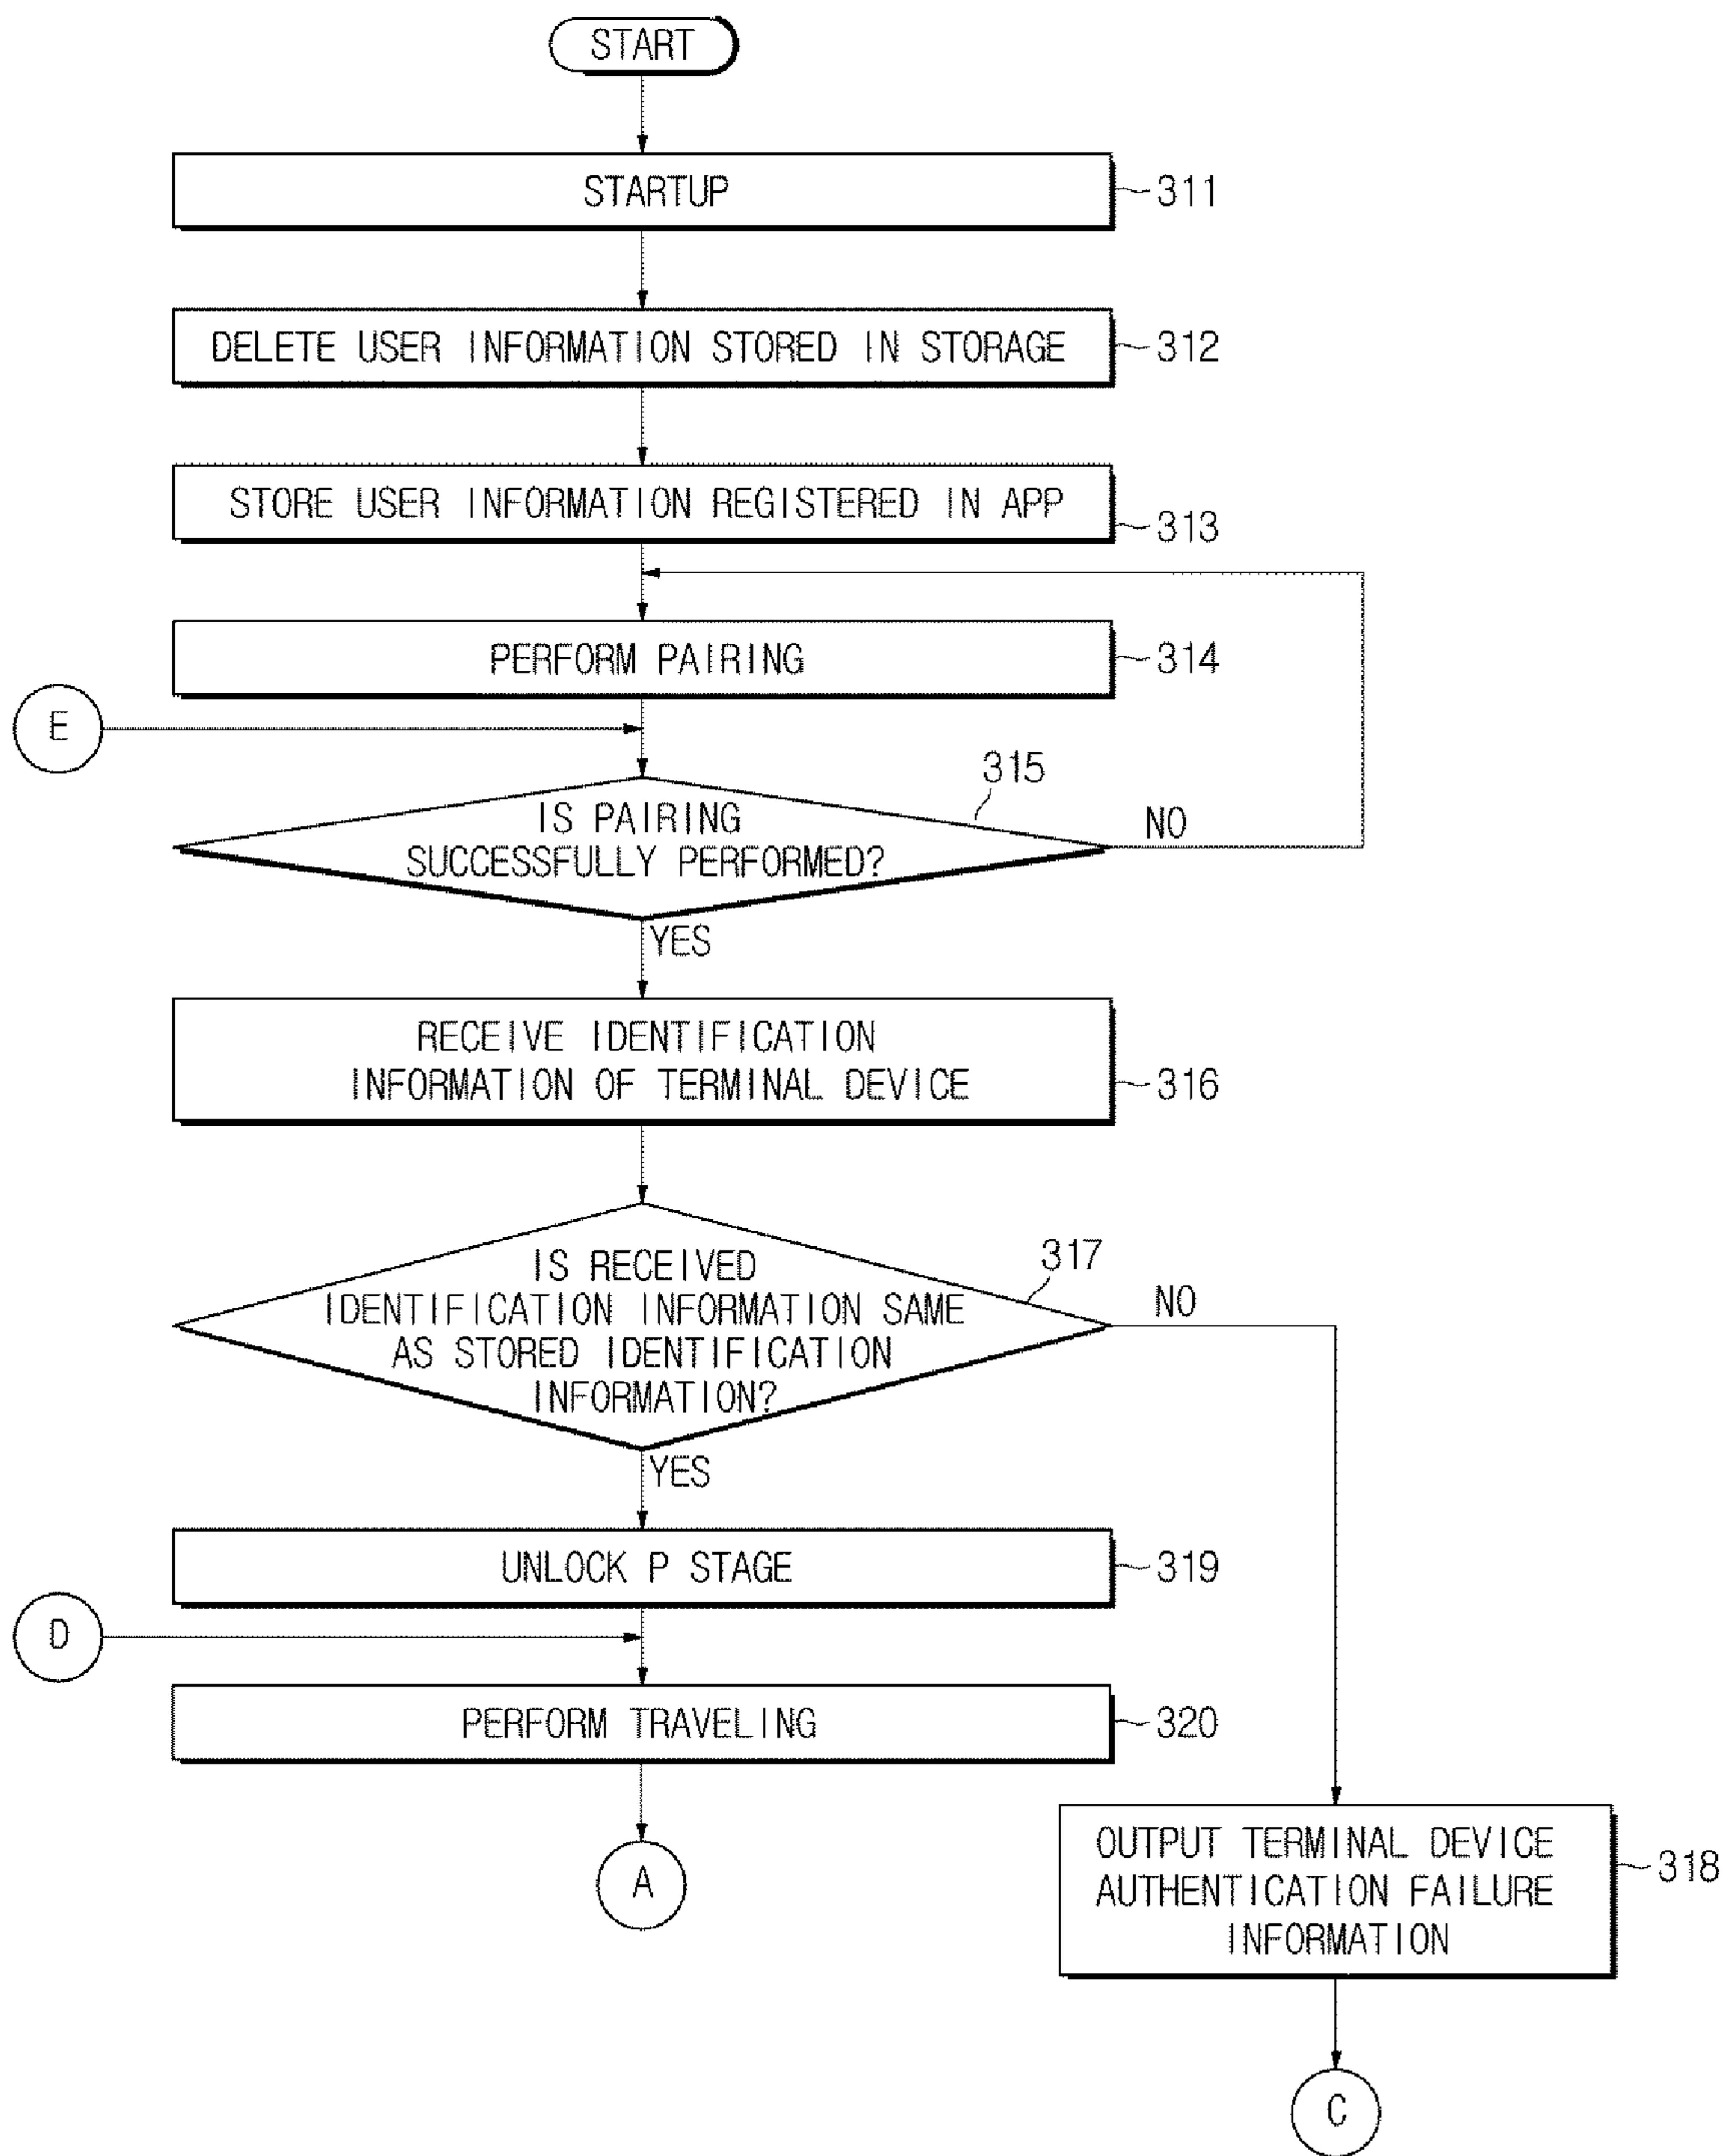 START
STARTUP
311
DELETE USER INFORMATION STORED IN STORAGE
312
STORE USER INFORMATION REGISTERED IN APP
313
PERFORM PAIRING
314
E
315
IS PAIRING
SUCCESSFULLY PERFORMED?
NO
YES
RECEIVE IDENTIFICATION
INFORMATION OF TERMINAL DEVICE
316
317
IS RECEIVED
IDENTIFICATION INFORMATION SAME
AS STORED IDENTIFICATION
INFORMATION?
NO
YES
UNLOCK P STAGE
319
D
PERFORM TRAVELING
320
A
OUTPUT TERMINAL DEVICE
AUTHENTICATION FAILURE
INFORMATION
318
C